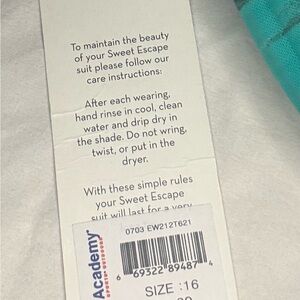 To maintain the beauty
of your Sweet Escape
suit please follow our
care instructions:
After each wearing,
hand rinse in cool, clean
water and drip dry in
the shade. Do not wring,
twist, or put in the
dryer.
With these simple rules
your Sweet Escape
suit will last for a very
Academy
SPORTS+OUTDOORS
0703 EW212T621
6 69322 89487 4
SIZE :16